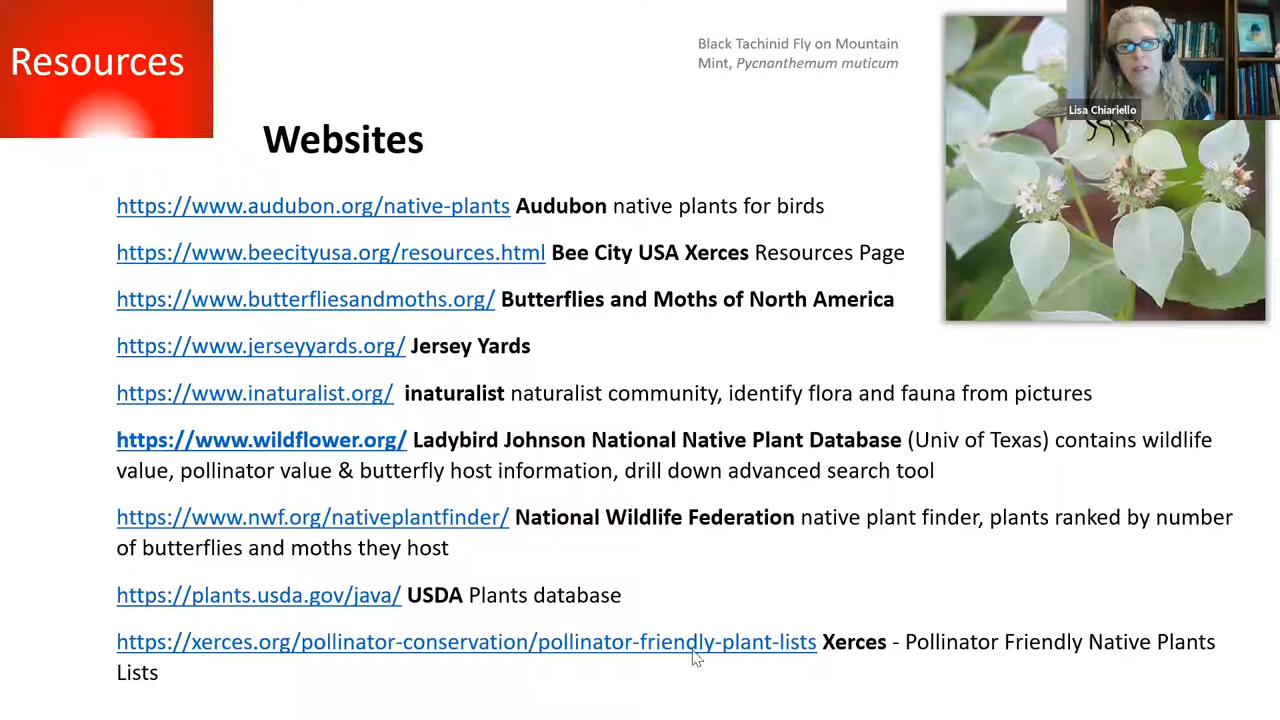 Resources
Black Tachinid Fly on Mountain
Mint, Pycnanthemum muticum
Lisa Chiariello
Websites
https://www.audubon.org/native-plants Audubon native plants for birds
https://www.beecityusa.org/resources.html Bee City USA Xerces Resources Page
https://www.butterfliesandmoths.org/ Butterflies and Moths of North America
https://www.jerseyyards.org/ Jersey Yards
https://www.inaturalist.org/ inaturalist naturalist community, identify flora and fauna from pictures
https://www.wildflower.org/ Ladybird Johnson National Native Plant Database (Univ of Texas) contains wildlife
value, pollinator value & butterfly host information, drill down advanced search tool
https://www.nwf.org/nativeplantfinder/ National Wildlife Federation native plant finder, plants ranked by number
of butterflies and moths they host
https://plants.usda.gov/java/ USDA Plants database
https://xerces.org/pollinator-conservation/pollinator-friendly-plant-lists Xerces - Pollinator Friendly Native Plants
Lists